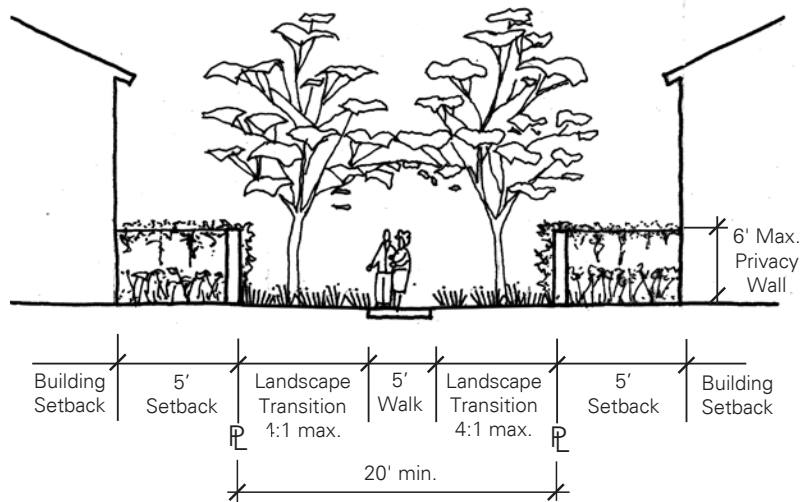 6' Max.
Privacy
Wall
Building
Setback
5'
Setback
Landscape
Transition
4:1 max.
5'
Walk
Landscape
Transition
4:1 max.
5'
Setback
Building
Setback
PL
PL
20' min.